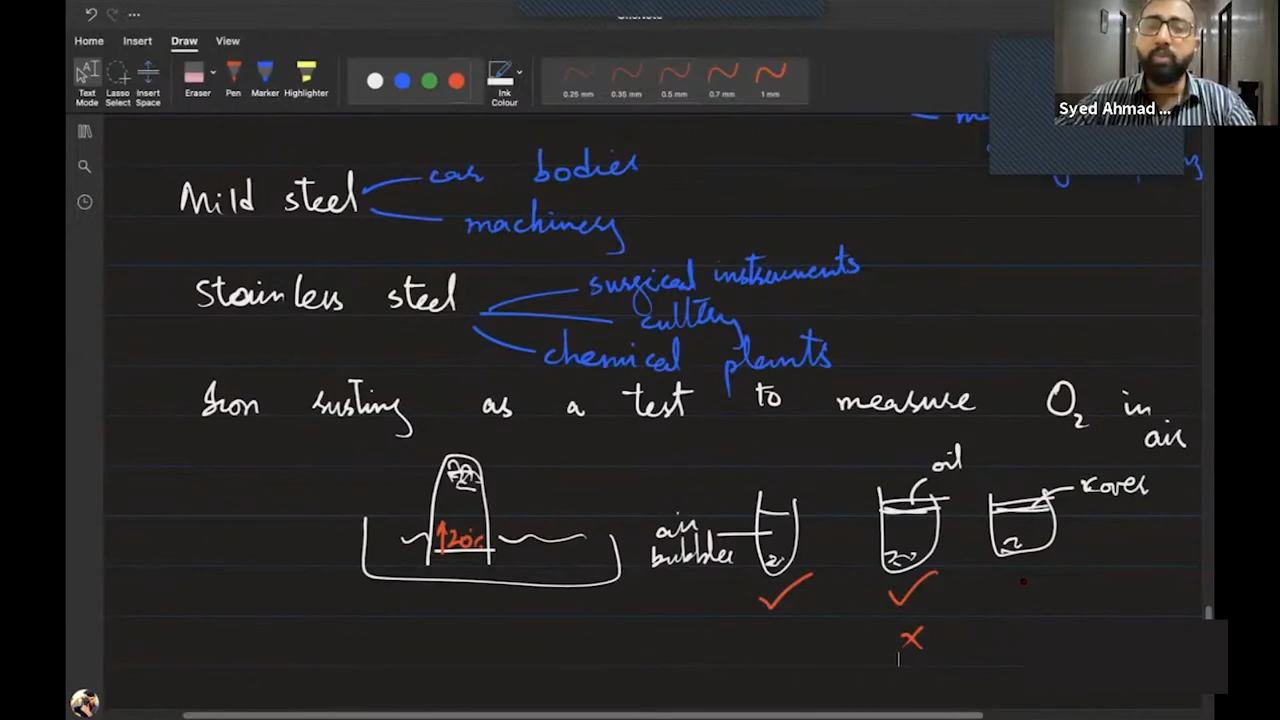 OneNote
Home Insert Draw View
Text Mode
Lasso Select
Insert Space
Eraser
Pen
Marker
Highlighter
Ink Colour
0.25 mm 0.35 mm 0.5 mm 0.7 mm 1 mm
Syed Ahmad ...
Mild steel
car bodies
machinery
Stainless steel
surgical instruments
cutlery
chemical plants
Iron rusting as a test to measure O₂ in air
20%
air bubbles
oil
cover